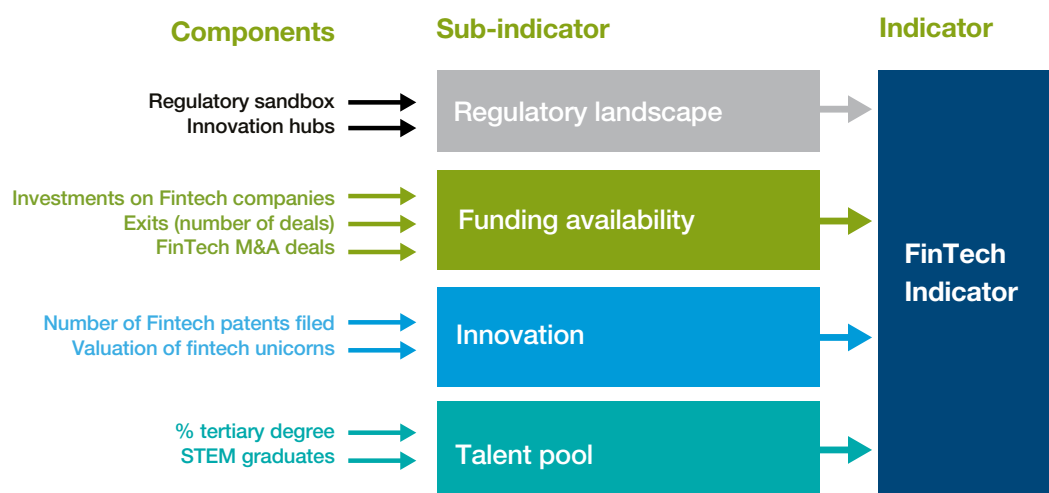 Components
Sub-indicator
Indicator
Regulatory sandbox
Innovation hubs
Regulatory landscape
Investments on Fintech companies
Exits (number of deals)
FinTech M&A deals
Funding availability
Number of Fintech patents filed
Valuation of fintech unicorns
Innovation
% tertiary degree
STEM graduates
Talent pool
FinTech
Indicator